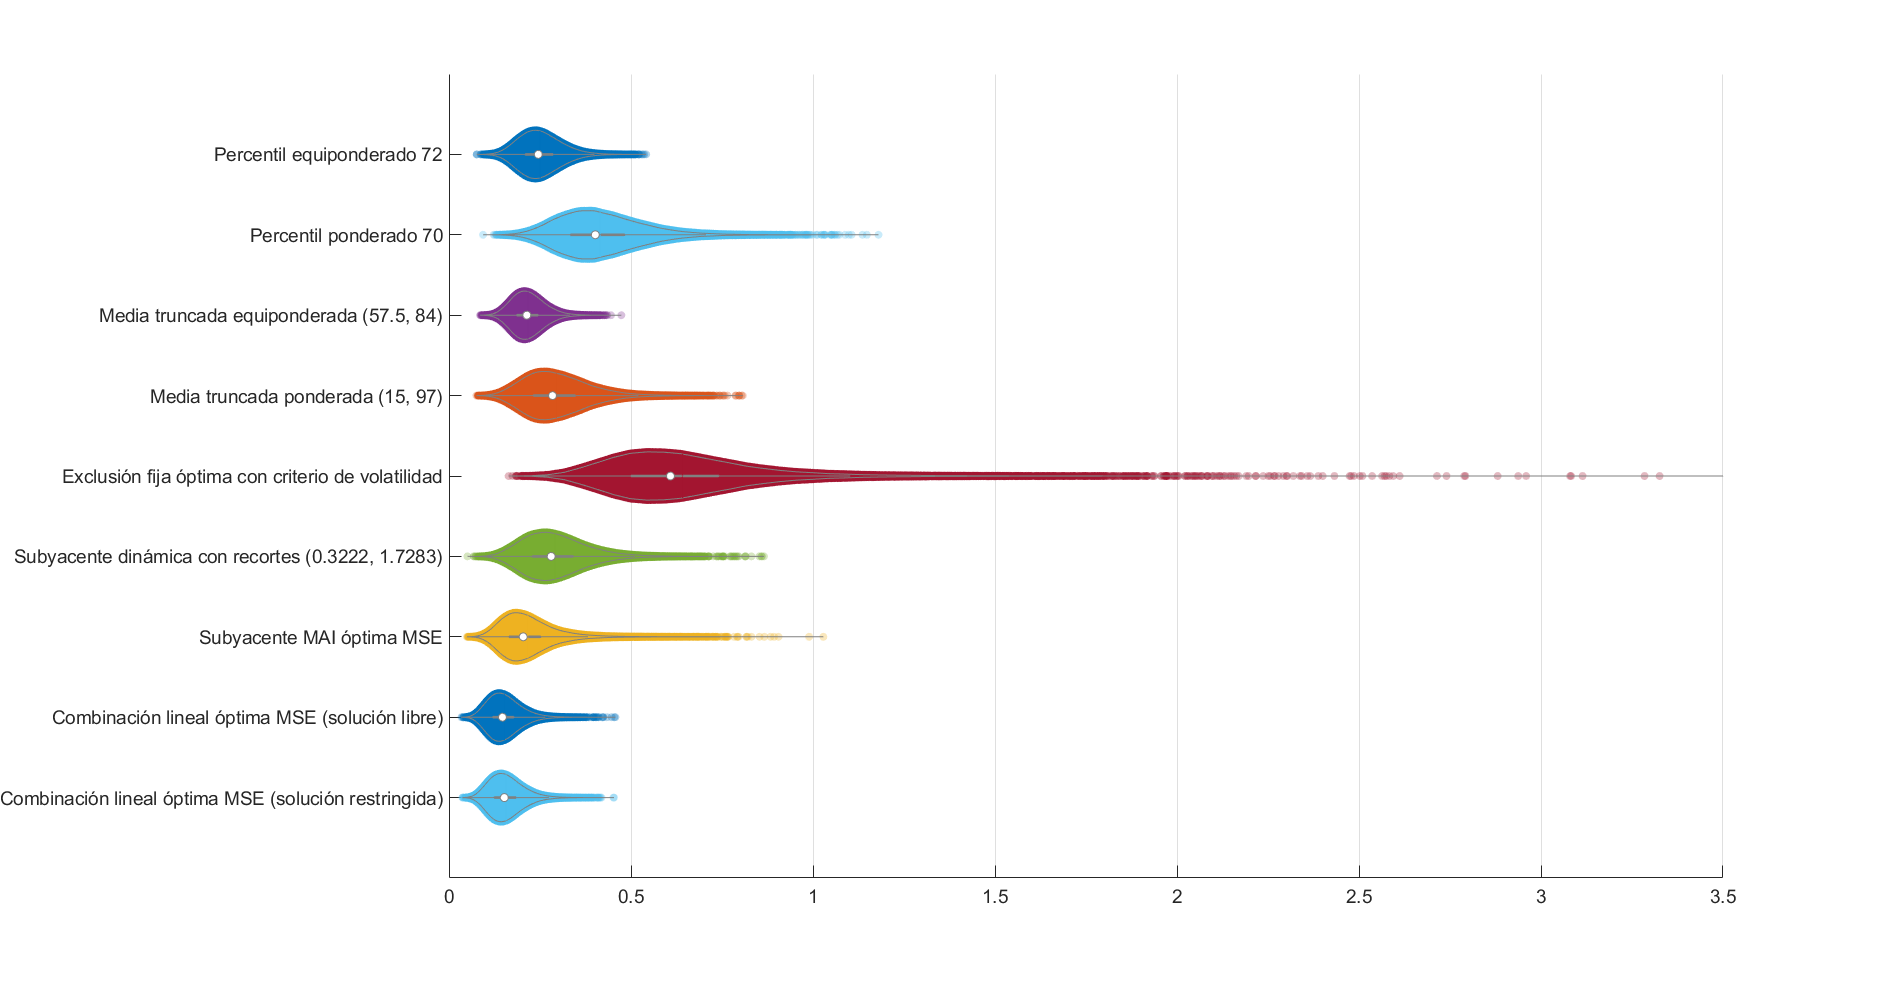 Percentil equiponderado 72
Percentil ponderado 70
Media truncada equiponderada (57.5, 84)
Media truncada ponderada (15, 97)
Exclusión fija óptima con criterio de volatilidad
Subyacente dinámica con recortes (0.3222, 1.7283)
Subyacente MAI óptima MSE
Combinación lineal óptima MSE (solución libre)
Combinación lineal óptima MSE (solución restringida)
0 0.5 1 1.5 2 2.5 3 3.5